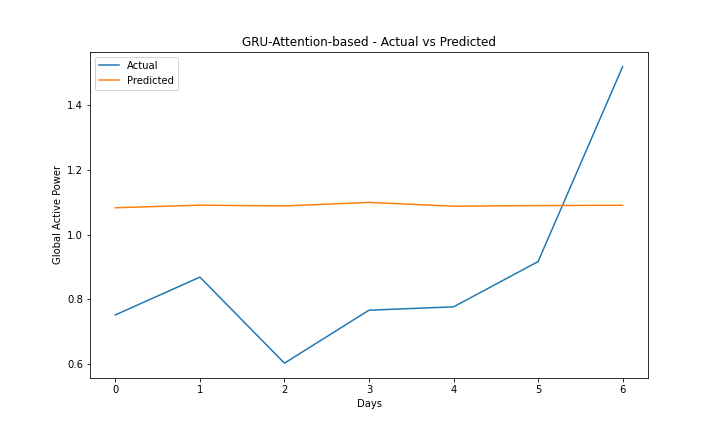 GRU-Attention-based - Actual vs Predicted
Actual
Predicted
Global Active Power
1.4
1.2
1.0
0.8
0.6
0
1
2
3
4
5
6
Days